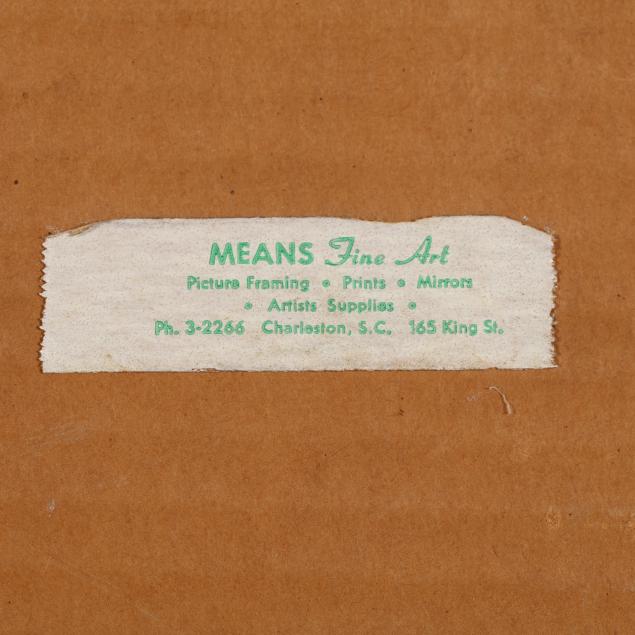 MEANS Fine Art
Picture Framing • Prints • Mirrors
• Artists Supplies •
Ph. 3-2266 Charleston, S.C. 165 King St.